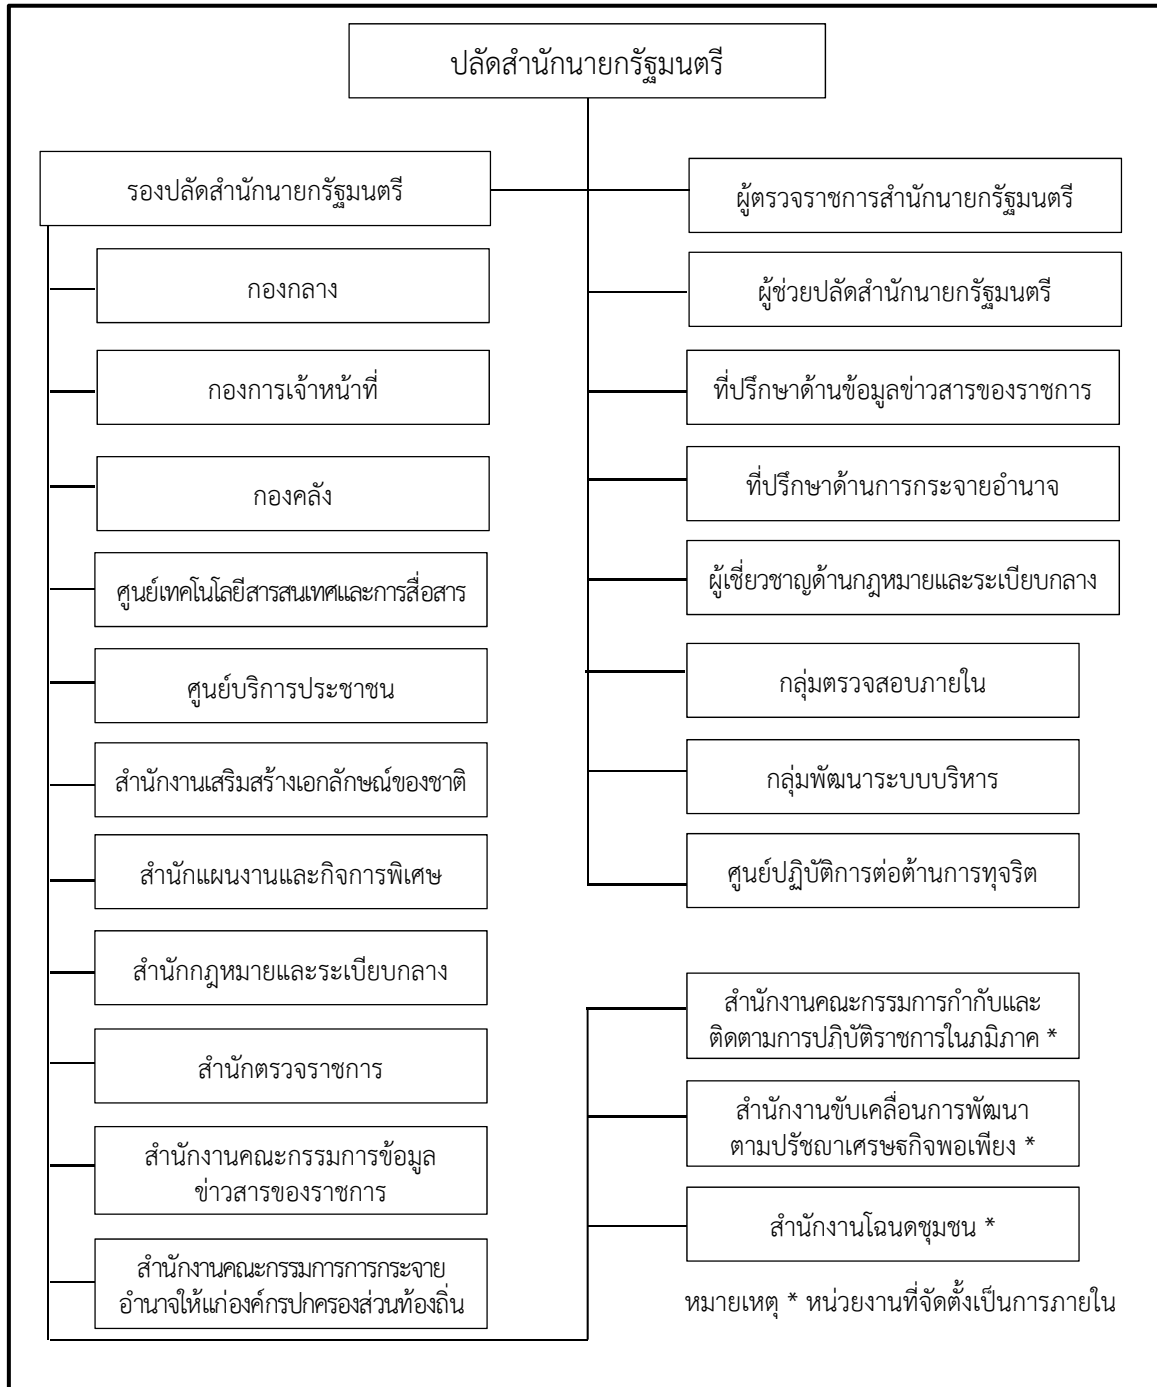 ปลัดสำนักนายกรัฐมนตรี
รองปลัดสำนักนายกรัฐมนตรี
กองกลาง
กองการเจ้าหน้าที่
กองคลัง
ศูนย์เทคโนโลยีสารสนเทศและการสื่อสาร
ศูนย์บริการประชาชน
สำนักงานเสริมสร้างเอกลักษณ์ของชาติ
สำนักแผนงานและกิจการพิเศษ
สำนักกฎหมายและระเบียบกลาง
สำนักตรวจราชการ
สำนักงานคณะกรรมการข้อมูล
ข่าวสารของราชการ
สำนักงานคณะกรรมการการกระจาย
อำนาจให้แก่องค์กรปกครองส่วนท้องถิ่น
ผู้ตรวจราชการสำนักนายกรัฐมนตรี
ผู้ช่วยปลัดสำนักนายกรัฐมนตรี
ที่ปรึกษาด้านข้อมูลข่าวสารของราชการ
ที่ปรึกษาด้านการกระจายอำนาจ
ผู้เชี่ยวชาญด้านกฎหมายและระเบียบกลาง
กลุ่มตรวจสอบภายใน
กลุ่มพัฒนาระบบบริหาร
ศูนย์ปฏิบัติการต่อต้านการทุจริต
สำนักงานคณะกรรมการกำกับและ
ติดตามการปฏิบัติราชการในภูมิภาค *
สำนักงานขับเคลื่อนการพัฒนา
ตามปรัชญาเศรษฐกิจพอเพียง *
สำนักงานโฉนดชุมชน *
หมายเหตุ * หน่วยงานที่จัดตั้งเป็นการภายใน